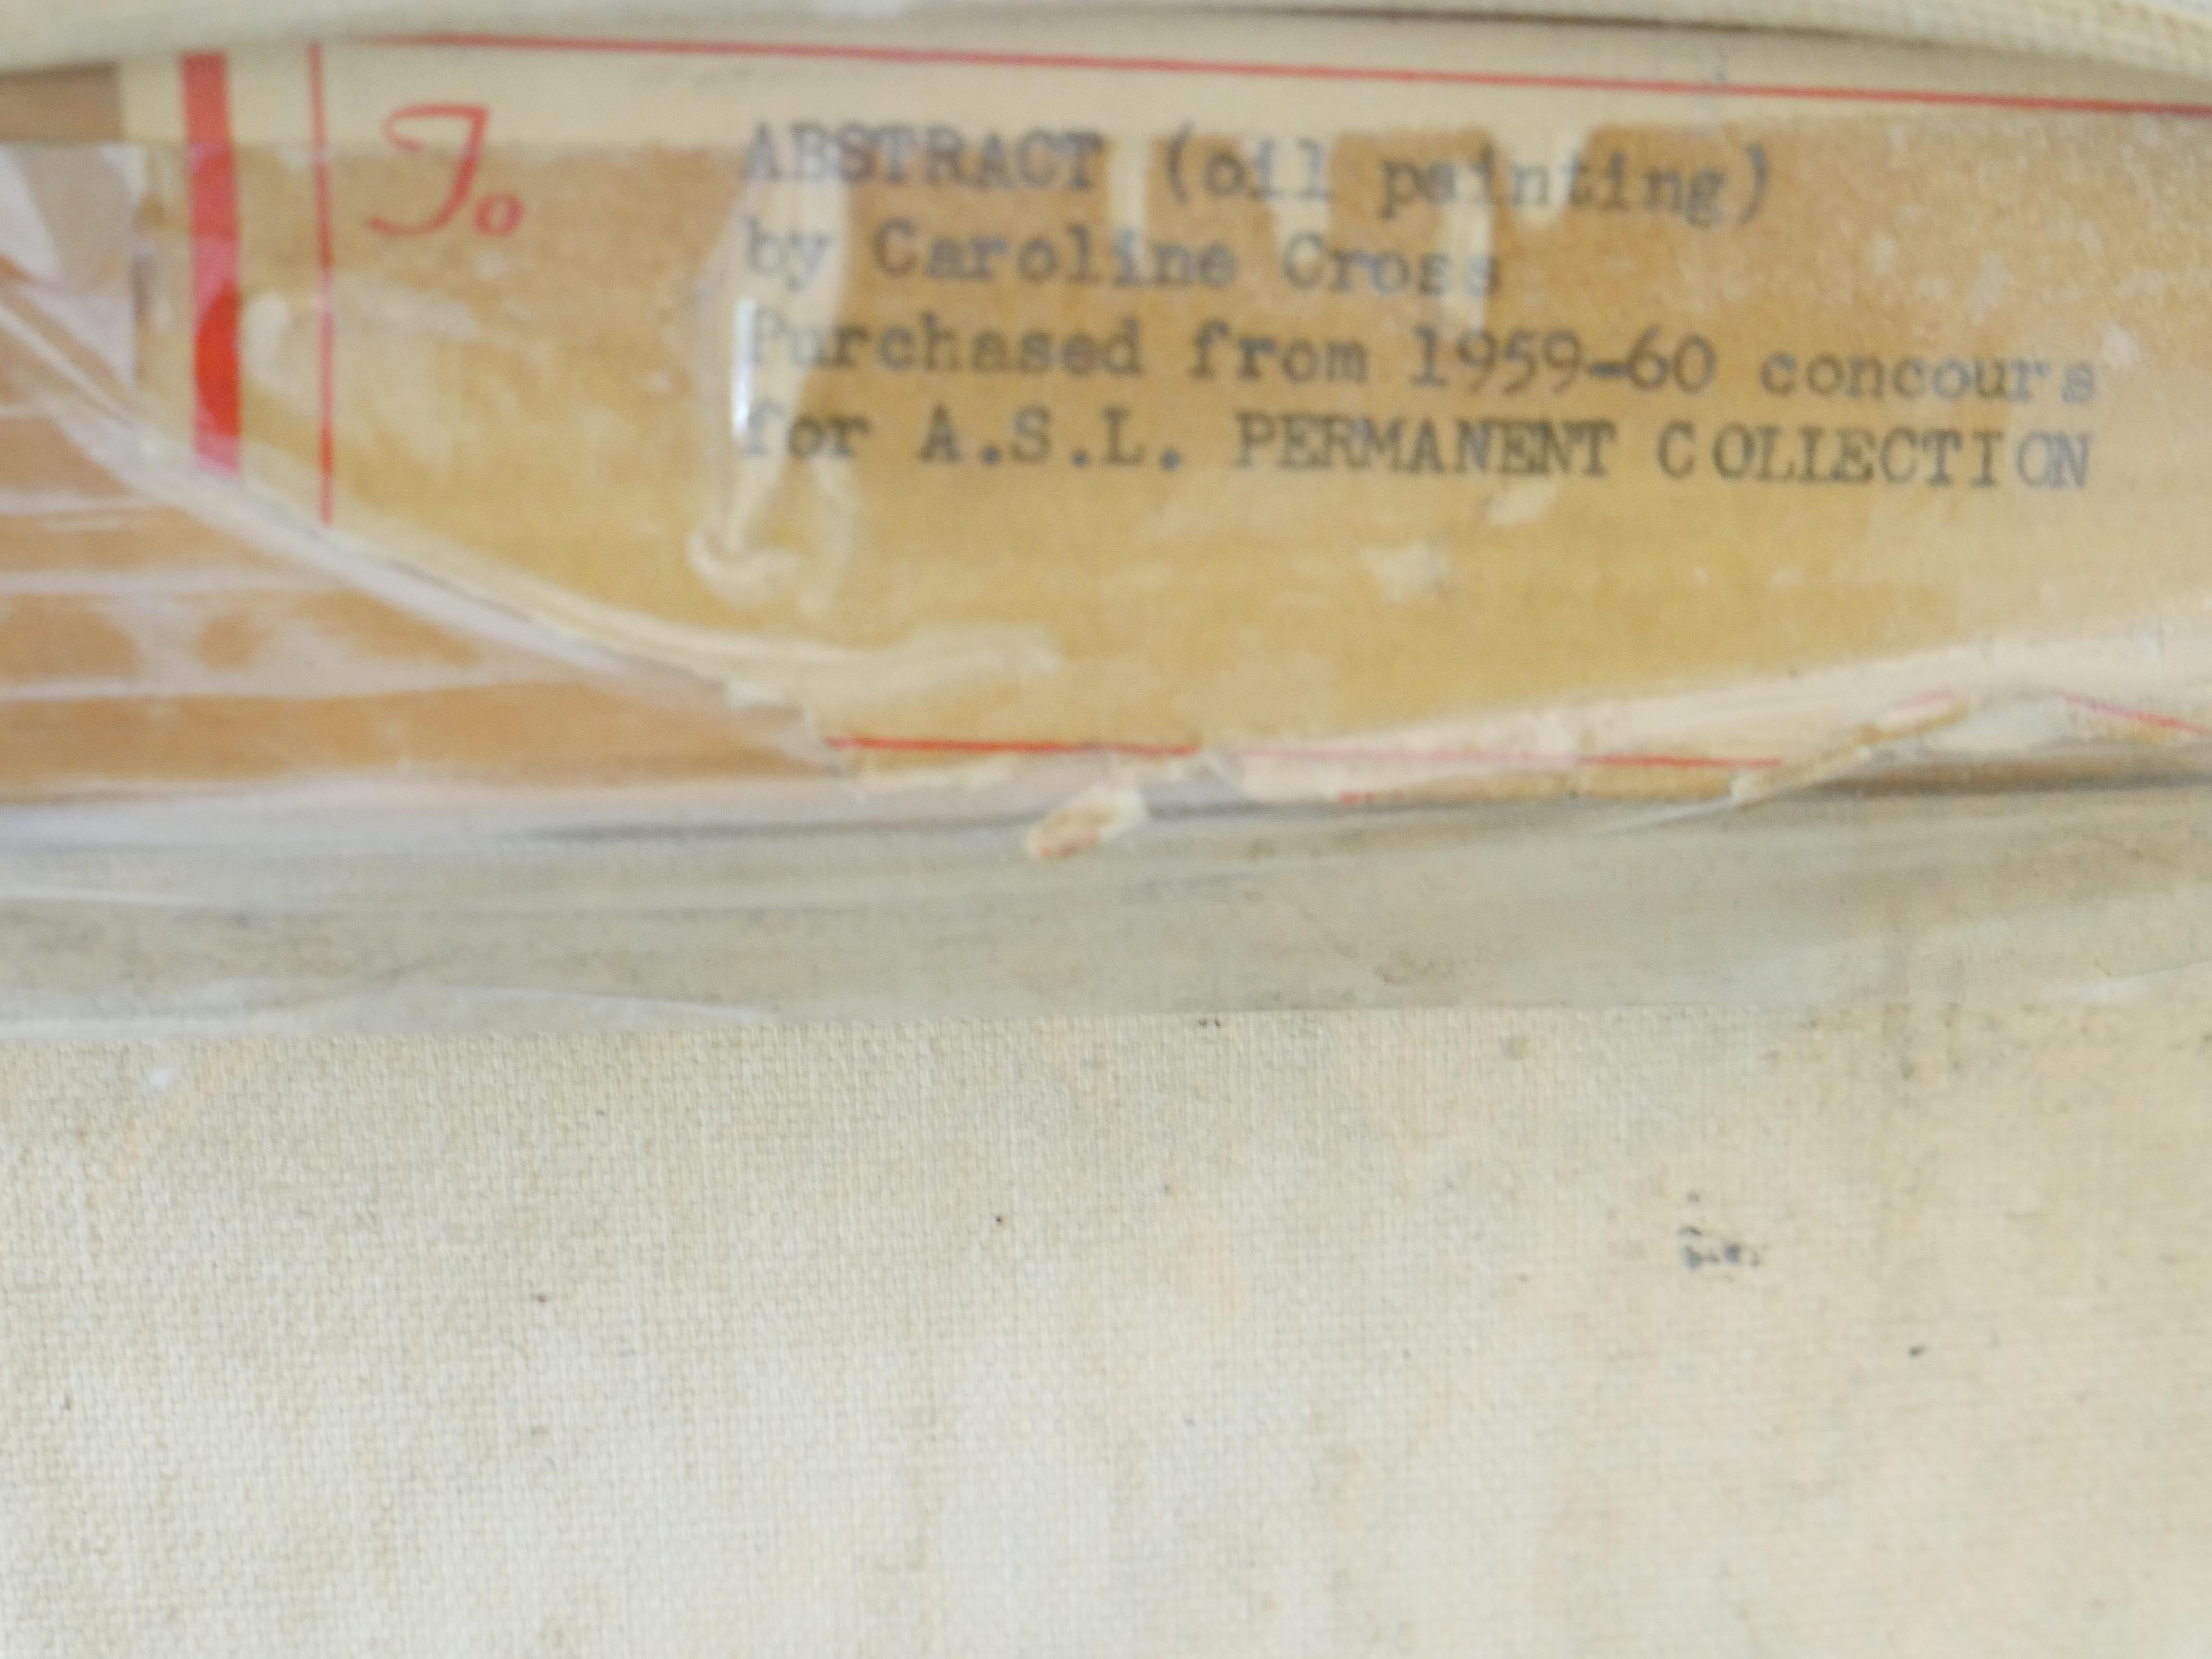 To ABSTRACT (oil painting)
by Caroline Cross
Purchased from 1959-60 concours
for A.S.L. PERMANENT COLLECTION